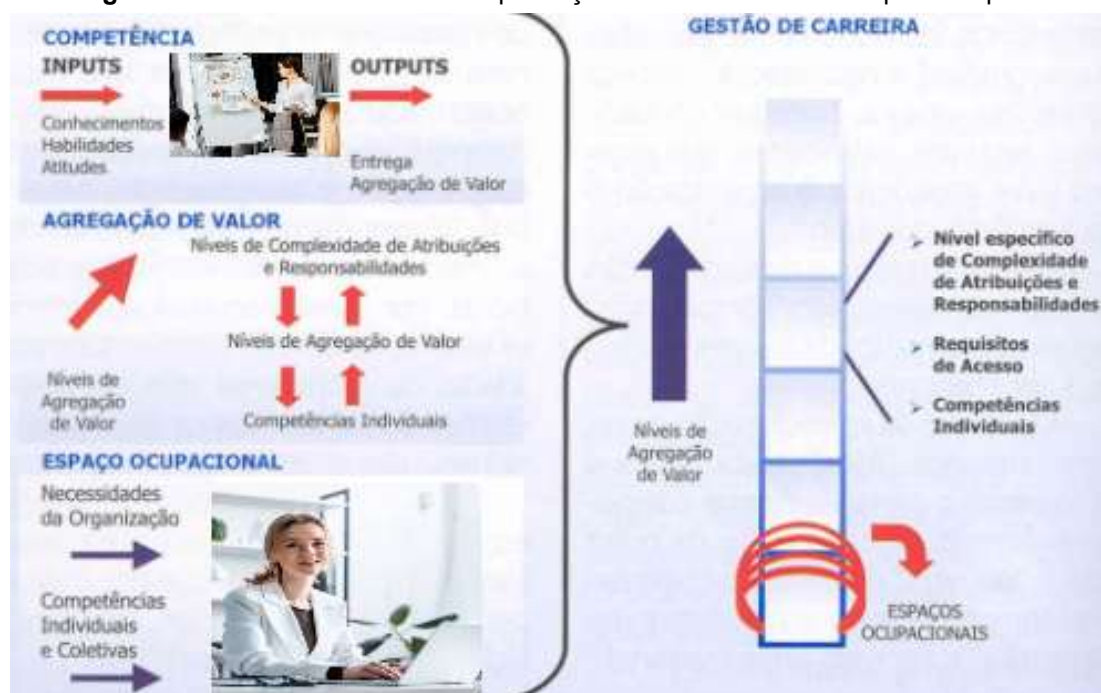 COMPETÊNCIA
INPUTS
OUTPUTS
Conhecimentos
Habilidades
Atitudes
Entrega
Agregação de Valor
AGREGAÇÃO DE VALOR
Níveis de Complexidade de Atribuições
e Responsabilidades
Níveis de Agregação de Valor
Níveis de
Agregação
de Valor
Competências Individuais
ESPAÇO OCUPACIONAL
Necessidades
da Organização
Competências
Individuais
e Coletivas
GESTÃO DE CARREIRA
Níveis de
Agregação
de Valor
➢ Nível específico
de Complexidade
de Atribuições e
Responsabilidades
➢ Requisitos
de Acesso
➢ Competências
Individuais
ESPAÇOS
OCUPACIONAIS